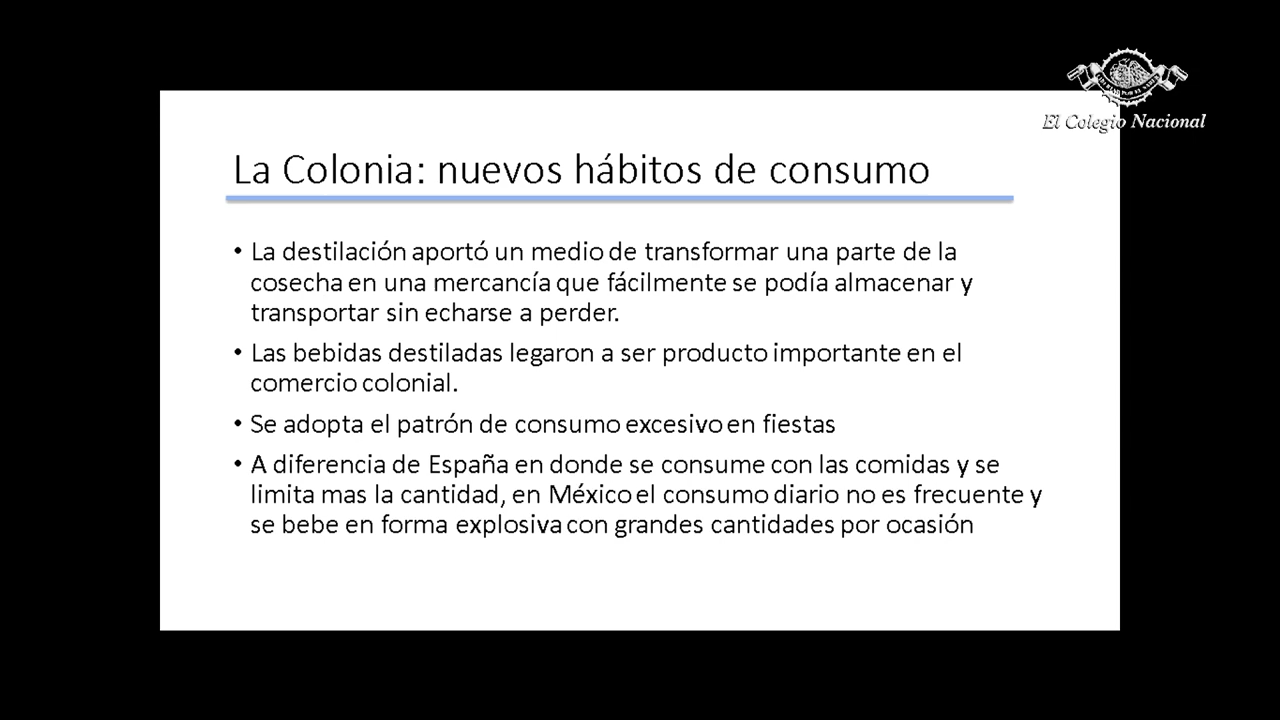 El Colegio Nacional
La Colonia: nuevos hábitos de consumo
• La destilación aportó un medio de transformar una parte de la
cosecha en una mercancía que fácilmente se podía almacenar y
transportar sin echarse a perder.
• Las bebidas destiladas legaron a ser producto importante en el
comercio colonial.
• Se adopta el patrón de consumo excesivo en fiestas
• A diferencia de España en donde se consume con las comidas y se
limita mas la cantidad, en México el consumo diario no es frecuente y
se bebe en forma explosiva con grandes cantidades por ocasión